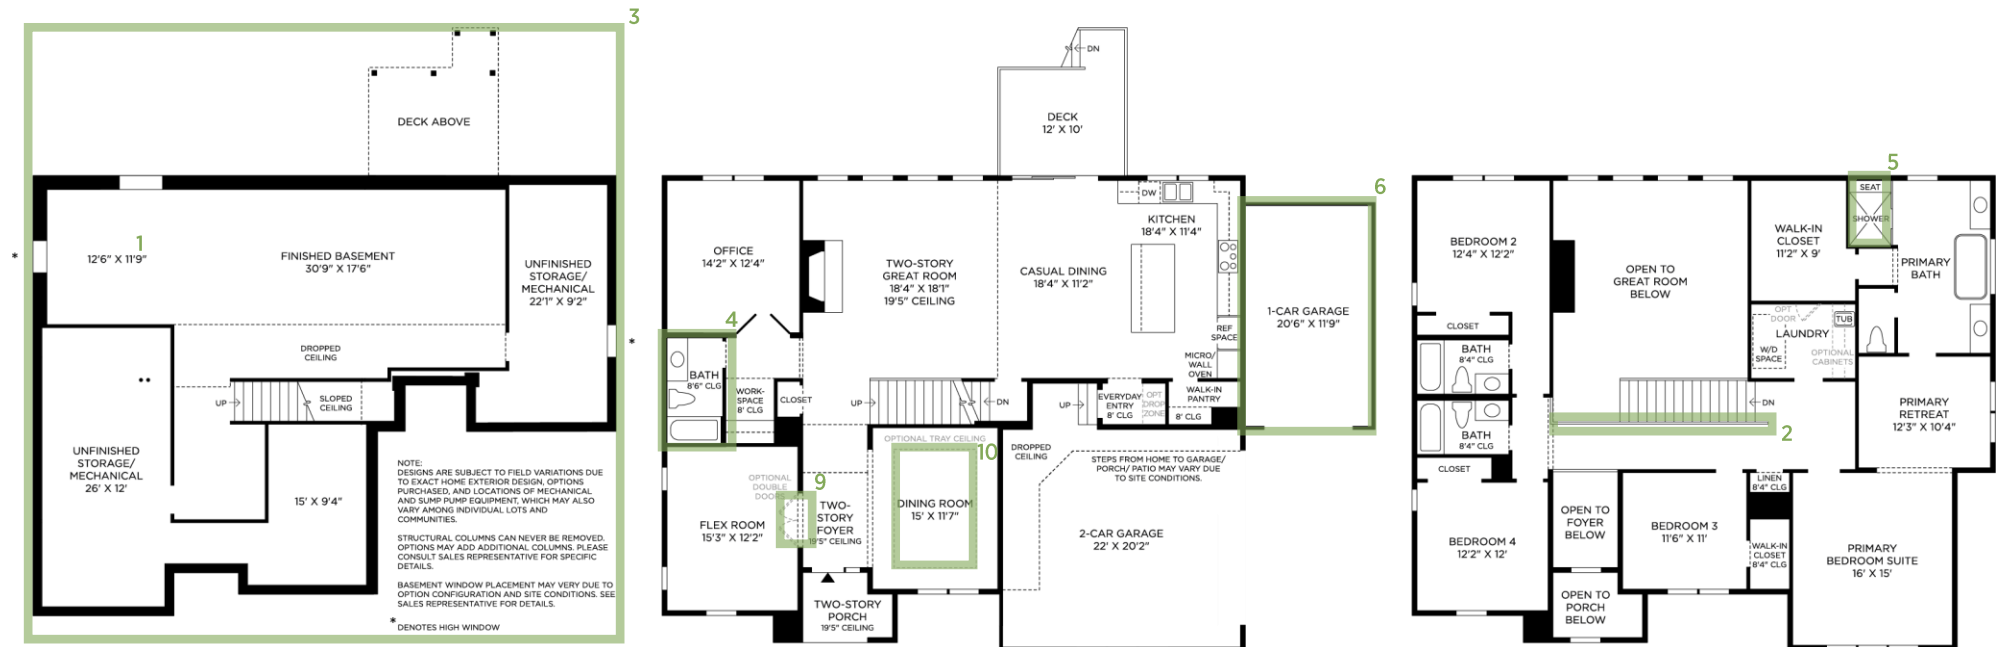 3
DECK ABOVE
1
12'6" X 11'9"
FINISHED BASEMENT
30'9" X 17'6"
UNFINISHED
STORAGE/
MECHANICAL
22'1" X 9'2"
*
*
DROPPED
CEILING
UP
SLOPED
CEILING
UNFINISHED
STORAGE/
MECHANICAL
26' X 12'
15' X 9'4"
NOTE:
DESIGNS ARE SUBJECT TO FIELD VARIATIONS DUE
TO EXACT HOME EXTERIOR DESIGN, OPTIONS
PURCHASED, AND LOCATIONS OF MECHANICAL
AND SUMP PUMP EQUIPMENT, WHICH MAY ALSO
VARY AMONG INDIVIDUAL LOTS AND
COMMUNITIES.
STRUCTURAL COLUMNS CAN NEVER BE REMOVED.
OPTIONS MAY ADD ADDITIONAL COLUMNS. PLEASE
CONSULT SALES REPRESENTATIVE FOR SPECIFIC
DETAILS.
BASEMENT WINDOW PLACEMENT MAY VERY DUE TO
OPTION CONFIGURATION AND SITE CONDITIONS. SEE
SALES REPRESENTATIVE FOR DETAILS.
* DENOTES HIGH WINDOW
DN
DECK
12' X 10'
DW
KITCHEN
18'4" X 11'4"
6
OFFICE
14'2" X 12'4"
TWO-STORY
GREAT ROOM
18'4" X 18'1"
19'5" CEILING
CASUAL DINING
18'4" X 11'2"
1-CAR GARAGE
20'6" X 11'9"
REF
SPACE
4
BATH
8'6" CLG
MICRO/
WALL
OVEN
WORK-
SPACE
8' CLG
CLOSET
UP
DN
UP
EVERYDAY
ENTRY
8' CLG
OPT
DROP
ZONE
WALK-IN
PANTRY
8' CLG
OPTIONAL TRAY CEILING
10
DROPPED
CEILING
STEPS FROM HOME TO GARAGE/
PORCH/ PATIO MAY VARY DUE
TO SITE CONDITIONS.
OPTIONAL
DOUBLE
DOORS
9
FLEX ROOM
15'3" X 12'2"
TWO-
STORY
FOYER
19'5" CEILING
DINING ROOM
15' X 11'7"
2-CAR GARAGE
22' X 20'2"
TWO-STORY
PORCH
19'5" CEILING
5
SEAT
SHOWER
BEDROOM 2
12'4" X 12'2"
OPEN TO
GREAT ROOM
BELOW
WALK-IN
CLOSET
11'2" X 9'
PRIMARY
BATH
CLOSET
OPT
DOOR
TUB
LAUNDRY
W/D
SPACE
OPTIONAL
CABINETS
BATH
8'4" CLG
DN
PRIMARY
RETREAT
12'3" X 10'4"
2
BATH
8'4" CLG
CLOSET
LINEN
8'4" CLG
BEDROOM 4
12'2" X 12'
OPEN TO
FOYER
BELOW
BEDROOM 3
11'6" X 11'
WALK-IN
CLOSET
8'4" CLG
PRIMARY
BEDROOM SUITE
16' X 15'
OPEN TO
PORCH
BELOW